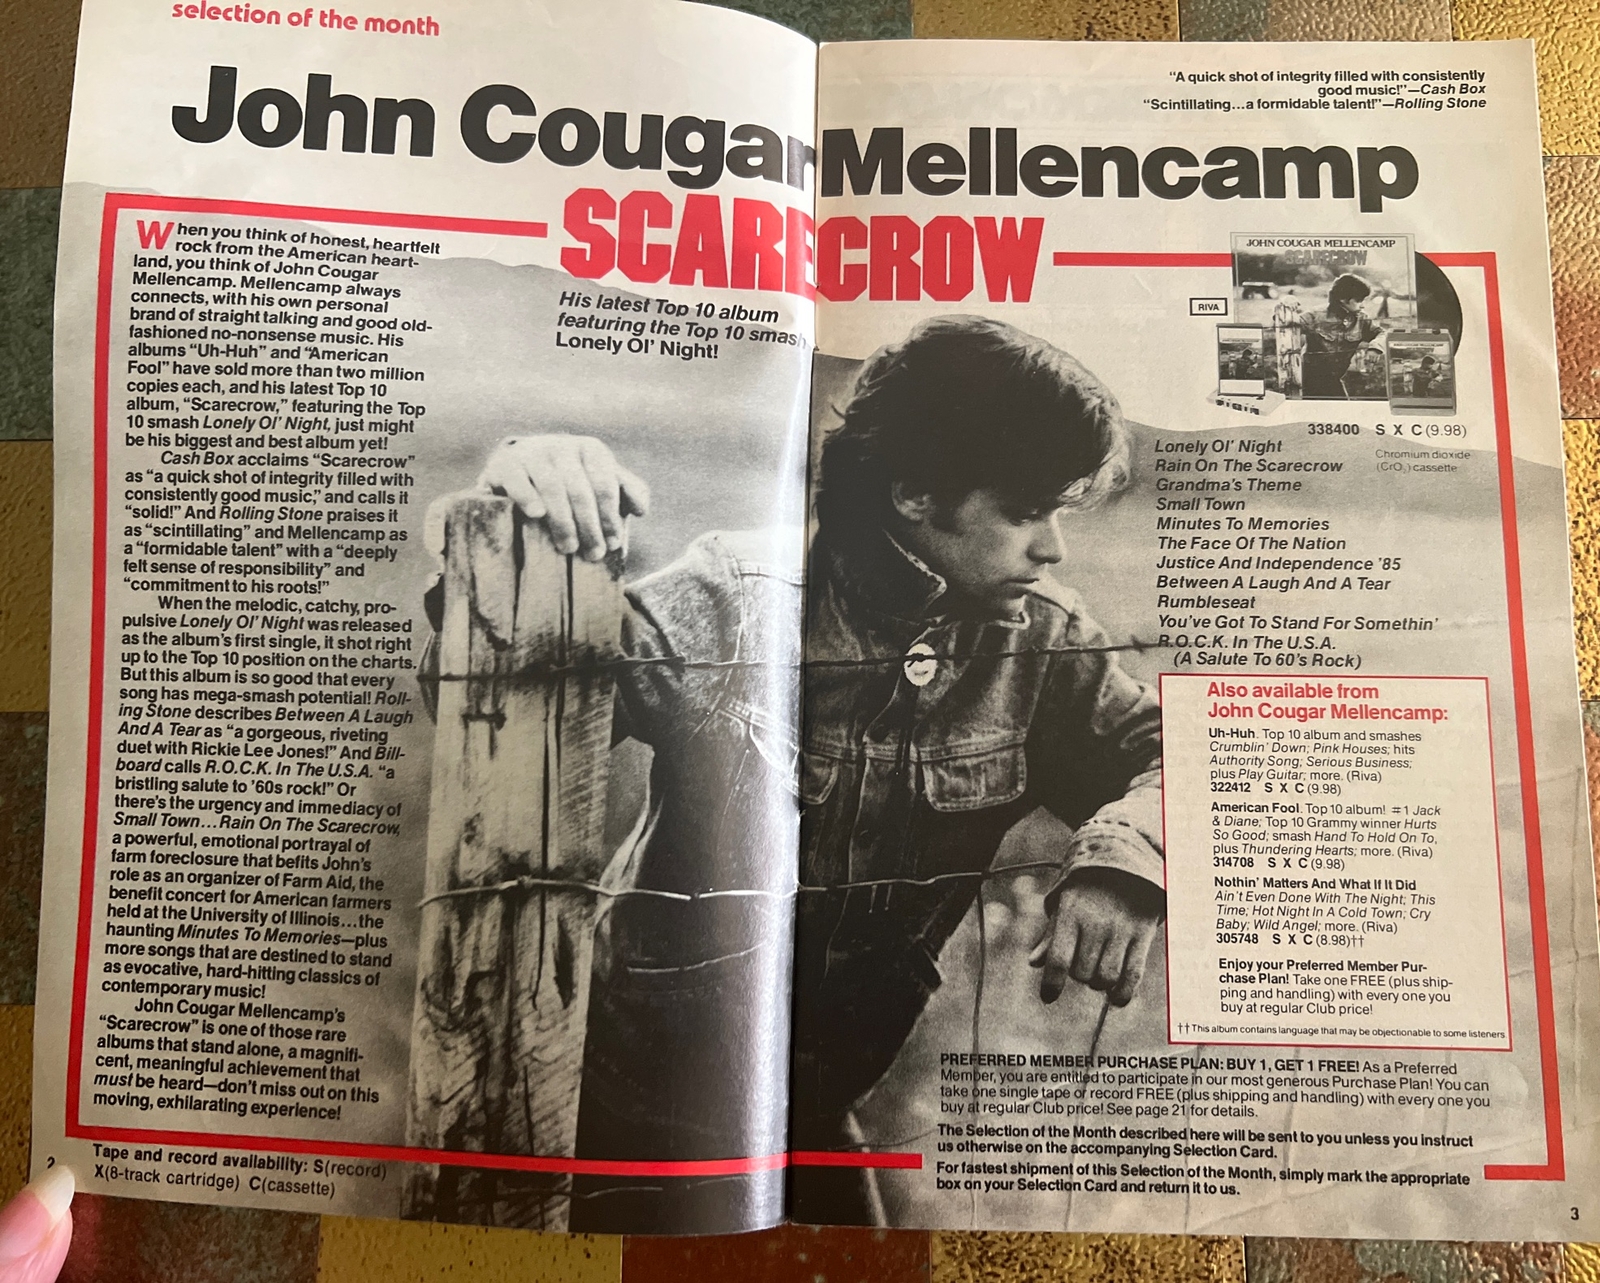 selection of the month
John Cougar Mellencamp
SCARECROW
"A quick shot of integrity filled with consistently
good music!"—Cash Box
"Scintillating...a formidable talent!"—Rolling Stone
When you think of honest, heartfelt
rock from the American heart-
land, you think of John Cougar
Mellencamp. Mellencamp always
connects, with his own personal
brand of straight talking and good old-
fashioned no-nonsense music. His
albums "Uh-Huh" and "American
Fool" have sold more than two million
copies each, and his latest Top 10
album, "Scarecrow," featuring the Top
10 smash Lonely Ol' Night, just might
be his biggest and best album yet!
Cash Box acclaims "Scarecrow"
as "a quick shot of integrity filled with
consistently good music," and calls it
"solid!" And Rolling Stone praises it
as "scintillating" and Mellencamp as
a "formidable talent" with a "deeply
felt sense of responsibility" and
"commitment to his roots!"
When the melodic, catchy, pro-
pulsive Lonely Ol' Night was released
as the album's first single, it shot right
up to the Top 10 position on the charts.
But this album is so good that every
song has mega-smash potential! Roll-
ing Stone describes Between A Laugh
And A Tear as "a gorgeous, riveting
duet with Rickie Lee Jones!" And Bill-
board calls R.O.C.K. In The U.S.A. "a
bristling salute to '60s rock!" Or
there's the urgency and immediacy of
Small Town...Rain On The Scarecrow,
a powerful, emotional portrayal of
farm foreclosure that befits John's
role as an organizer of Farm Aid, the
benefit concert for American farmers
held at the University of Illinois...the
haunting Minutes To Memories—plus
more songs that are destined to stand
as evocative, hard-hitting classics of
contemporary music!
John Cougar Mellencamp's
"Scarecrow" is one of those rare
albums that stand alone, a magnifi-
cent, meaningful achievement that
must be heard—don't miss out on this
moving, exhilarating experience!
Tape and record availability: S(record)
X(8-track cartridge) C(cassette)
2
His latest Top 10 album
featuring the Top 10 smash
Lonely Ol' Night!
JOHN COUGAR MELLENCAMP
SCARECROW
RIVA
338400 S X C (9.98)
Chromium dioxide
(CrO₂) cassette
Lonely Ol' Night
Rain On The Scarecrow
Grandma's Theme
Small Town
Minutes To Memories
The Face Of The Nation
Justice And Independence '85
Between A Laugh And A Tear
Rumbleseat
You've Got To Stand For Somethin'
R.O.C.K. In The U.S.A.
(A Salute To 60's Rock)
Also available from
John Cougar Mellencamp:
Uh-Huh. Top 10 album and smashes
Crumblin' Down; Pink Houses; hits
Authority Song; Serious Business;
plus Play Guitar; more. (Riva)
322412 S X C (9.98)
American Fool. Top 10 album! #1 Jack
& Diane; Top 10 Grammy winner Hurts
So Good; smash Hand To Hold On To,
plus Thundering Hearts; more. (Riva)
314708 S X C (9.98)
Nothin' Matters And What If It Did
Ain't Even Done With The Night; This
Time; Hot Night In A Cold Town; Cry
Baby; Wild Angel; more. (Riva)
305748 S X C (8.98)††
Enjoy your Preferred Member Pur-
chase Plan! Take one FREE (plus ship-
ping and handling) with every one you
buy at regular Club price!
††This album contains language that may be objectionable to some listeners
PREFERRED MEMBER PURCHASE PLAN: BUY 1, GET 1 FREE! As a Preferred
Member, you are entitled to participate in our most generous Purchase Plan! You can
take one single tape or record FREE (plus shipping and handling) with every one you
buy at regular Club price! See page 21 for details.
The Selection of the Month described here will be sent to you unless you instruct
us otherwise on the accompanying Selection Card.
For fastest shipment of this Selection of the Month, simply mark the appropriate
box on your Selection Card and return it to us.
3